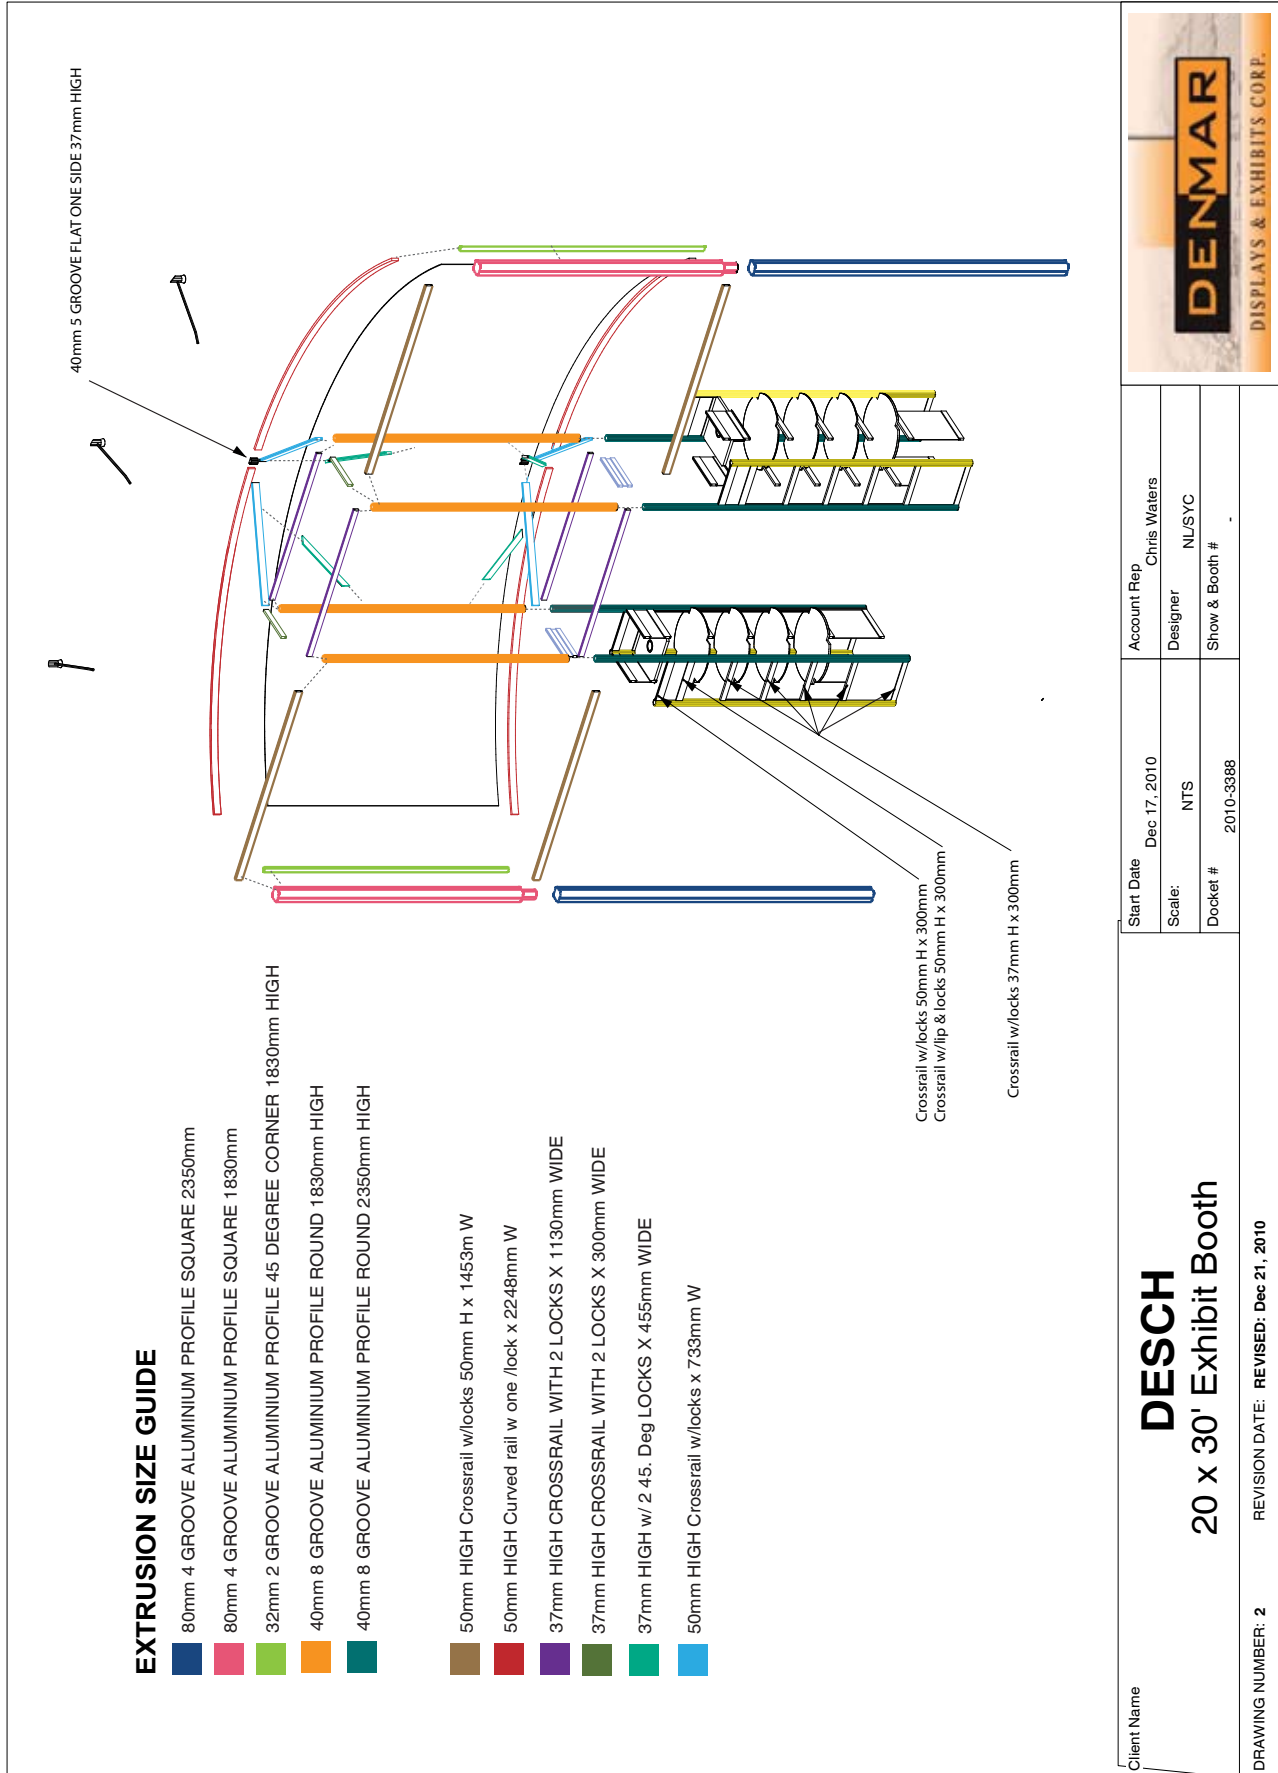 40mm 5 GROOVE FLAT ONE SIDE 37mm HIGH
EXTRUSION SIZE GUIDE
80mm 4 GROOVE ALUMINIUM PROFILE SQUARE 2350mm
80mm 4 GROOVE ALUMINIUM PROFILE SQUARE 1830mm
32mm 2 GROOVE ALUMINIUM PROFILE 45 DEGREE CORNER 1830mm HIGH
40mm 8 GROOVE ALUMINIUM PROFILE ROUND 1830mm HIGH
40mm 8 GROOVE ALUMINIUM PROFILE ROUND 2350mm HIGH
50mm HIGH Crossrail w/locks 50mm H x 1453m W
50mm HIGH Curved rail w one /lock x 2248mm W
37mm HIGH CROSSRAIL WITH 2 LOCKS X 1130mm WIDE
37mm HIGH CROSSRAIL WITH 2 LOCKS X 300mm WIDE
37mm HIGH w/ 2 45. Deg LOCKS X 455mm WIDE
50mm HIGH Crossrail w/locks x 733mm W
Crossrail w/locks 50mm H x 300mm
Crossrail w/lip & locks 50mm H x 300mm
Crossrail w/locks 37mm H x 300mm
Client Name
DESCH
20 x 30' Exhibit Booth
Start Date
Dec 17, 2010
Scale:
NTS
Docket #
2010-3388
Account Rep
Chris Waters
Designer
NL/SYC
Show & Booth #
-
DENMAR
DISPLAYS & EXHIBITS CORP.
DRAWING NUMBER: 2
REVISION DATE: REVISED: Dec 21, 2010